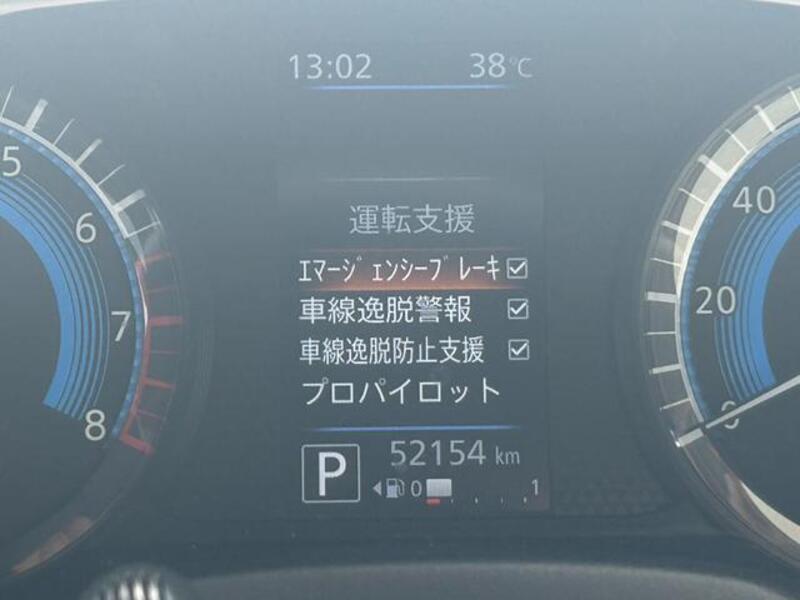 13:02 38℃
5
6
7
8
40
20
0
運転支援
ｴﾏｰｼﾞｪﾝｼｰﾌﾞﾚｰｷ
車線逸脱警報
車線逸脱防止支援
プロパイロット
P
52154 km
0 1